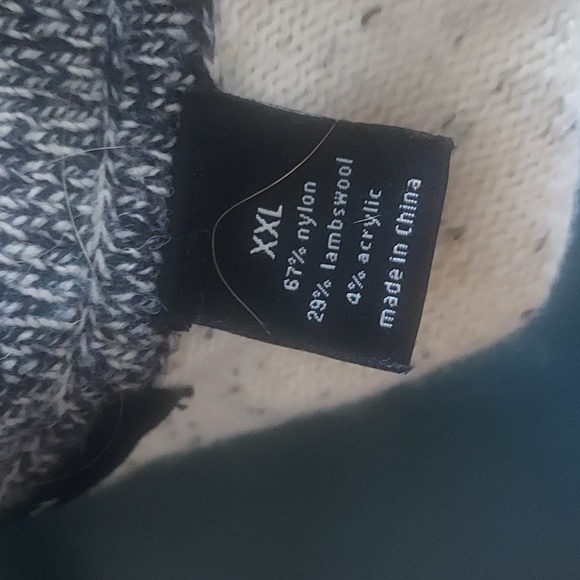 XXL
67% nylon
29% lambswool
4% acrylic
made in China